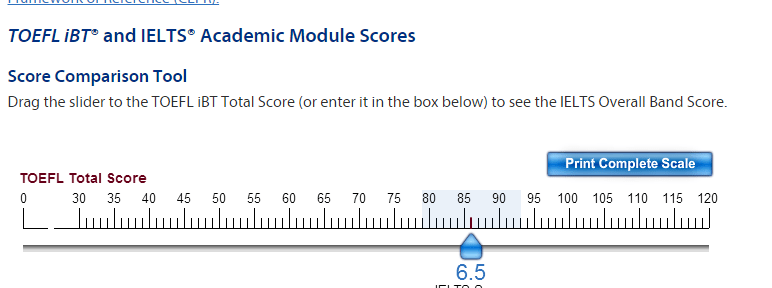 TOEFL iBT® and IELTS® Academic Module Scores
Score Comparison Tool
Drag the slider to the TOEFL iBT Total Score (or enter it in the box below) to see the IELTS Overall Band Score.
Print Complete Scale
TOEFL Total Score
0 30 35 40 45 50 55 60 65 70 75 80 85 90 95 100 105 110 115 120
6.5